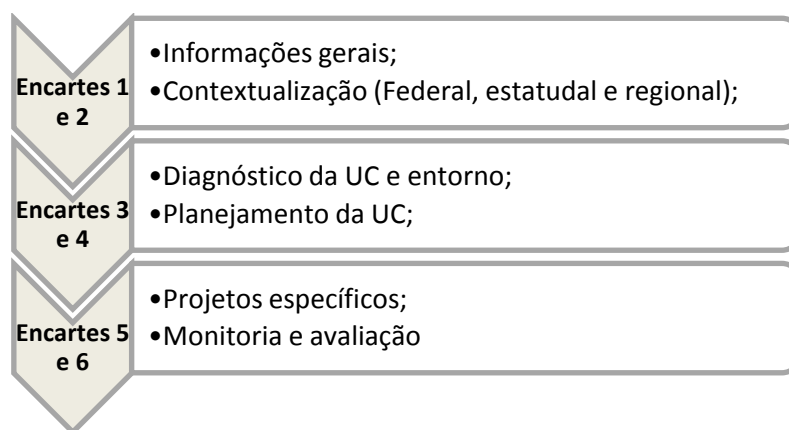 Encartes 1
e 2
•Informações gerais;
•Contextualização (Federal, estatudal e regional);
Encartes 3
e 4
•Diagnóstico da UC e entorno;
•Planejamento da UC;
Encartes 5
e 6
•Projetos específicos;
•Monitoria e avaliação